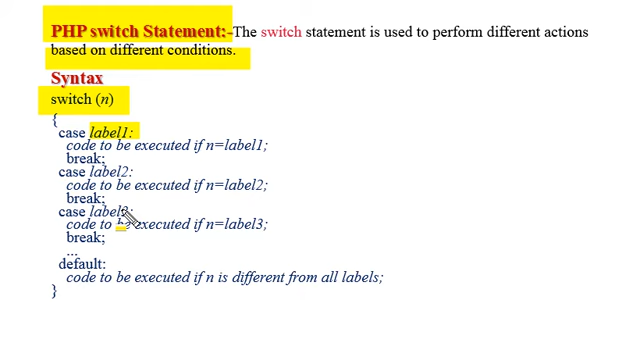 PHP switch Statement:-The switch statement is used to perform different actions
based on different conditions.
Syntax
switch (n)
{
case label1:
code to be executed if n=label1;
break;
case label2:
code to be executed if n=label2;
break;
case label3:
code to be executed if n=label3;
break;
...
default:
code to be executed if n is different from all labels;
}